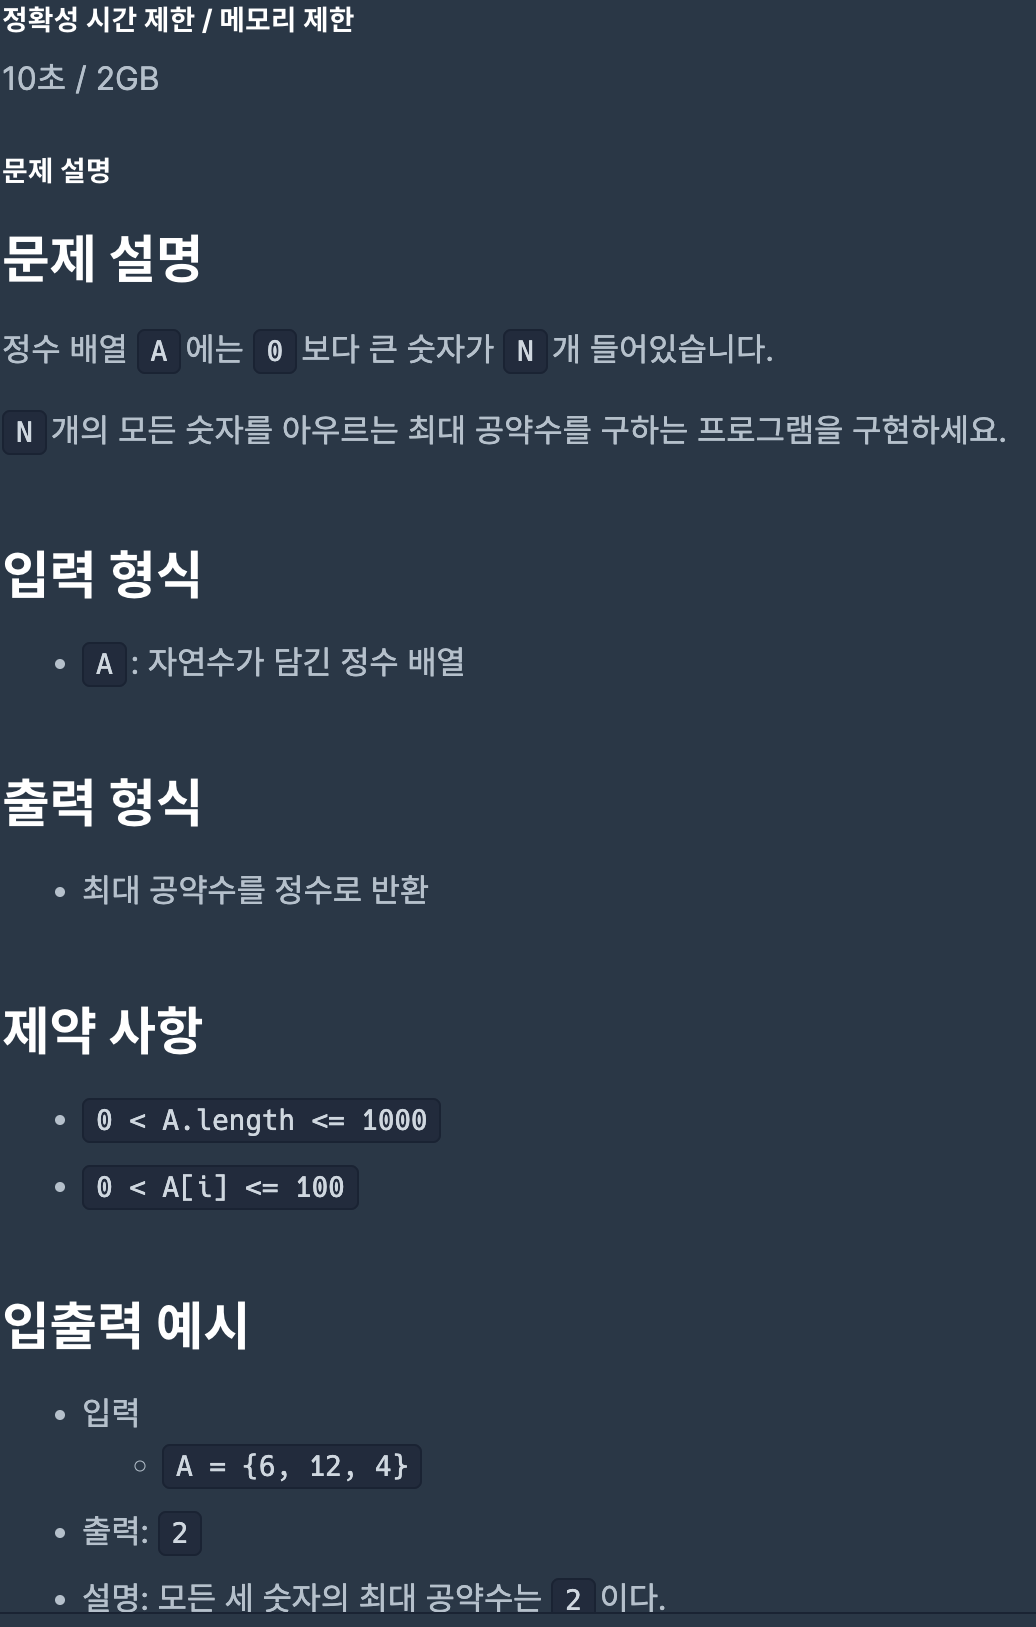 정확성 시간 제한 / 메모리 제한
10초 / 2GB
문제 설명
문제 설명
정수 배열 A 에는 0 보다 큰 숫자가 N 개 들어있습니다.
N 개의 모든 숫자를 아우르는 최대 공약수를 구하는 프로그램을 구현하세요.
입력 형식
• A : 자연수가 담긴 정수 배열
출력 형식
• 최대 공약수를 정수로 반환
제약 사항
• 0 < A.length <= 1000
• 0 < A[i] <= 100
입출력 예시
• 입력
○ A = {6, 12, 4}
• 출력: 2
• 설명: 모든 세 숫자의 최대 공약수는 2 이다.